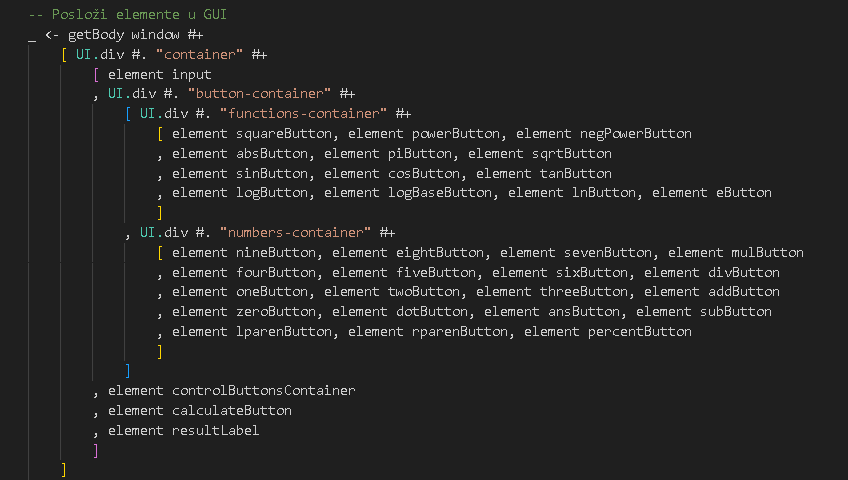 -- Posloži elemente u GUI
_ <- getBody window #+
[ UI.div #. "container" #+
[ element input
, UI.div #. "button-container" #+
[ UI.div #. "functions-container" #+
[ element squareButton, element powerButton, element negPowerButton
, element absButton, element piButton, element sqrtButton
, element sinButton, element cosButton, element tanButton
, element logButton, element logBaseButton, element lnButton, element eButton
]
, UI.div #. "numbers-container" #+
[ element nineButton, element eightButton, element sevenButton, element mulButton
, element fourButton, element fiveButton, element sixButton, element divButton
, element oneButton, element twoButton, element threeButton, element addButton
, element zeroButton, element dotButton, element ansButton, element subButton
, element lparenButton, element rparenButton, element percentButton
]
]
, element controlButtonsContainer
, element calculateButton
, element resultLabel
]
]